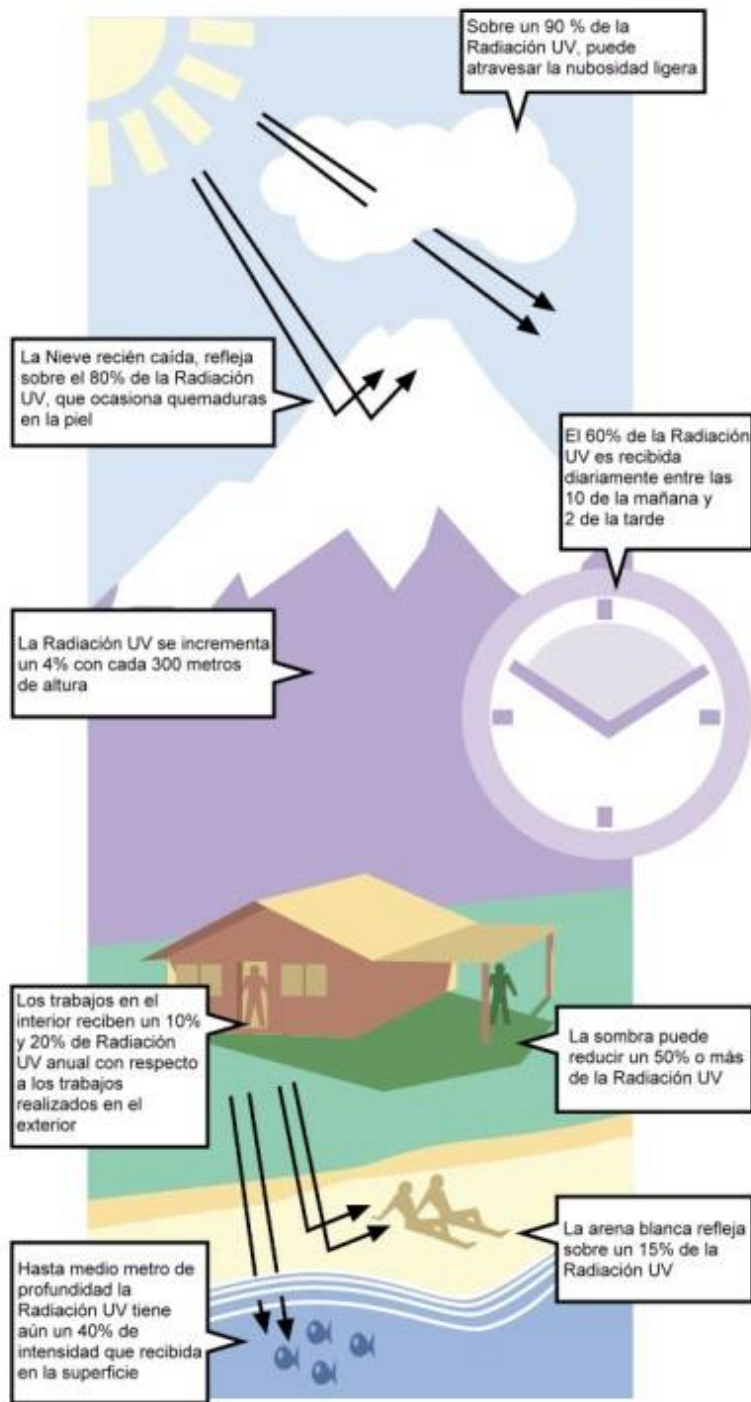 Sobre un 90 % de la
Radiación UV, puede
atravesar la nubosidad ligera
La Nieve recién caída, refleja
sobre el 80% de la Radiación
UV, que ocasiona quemaduras
en la piel
El 60% de la Radiación
UV es recibida
diariamente entre las
10 de la mañana y
2 de la tarde
La Radiación UV se incrementa
un 4% con cada 300 metros
de altura
Los trabajos en el
interior reciben un 10%
y 20% de Radiación
UV anual con respecto
a los trabajos
realizados en el
exterior
La sombra puede
reducir un 50% o más
de la Radiación UV
La arena blanca refleja
sobre un 15% de la
Radiación UV
Hasta medio metro de
profundidad la
Radiación UV tiene
aún un 40% de
intensidad que recibida
en la superficie